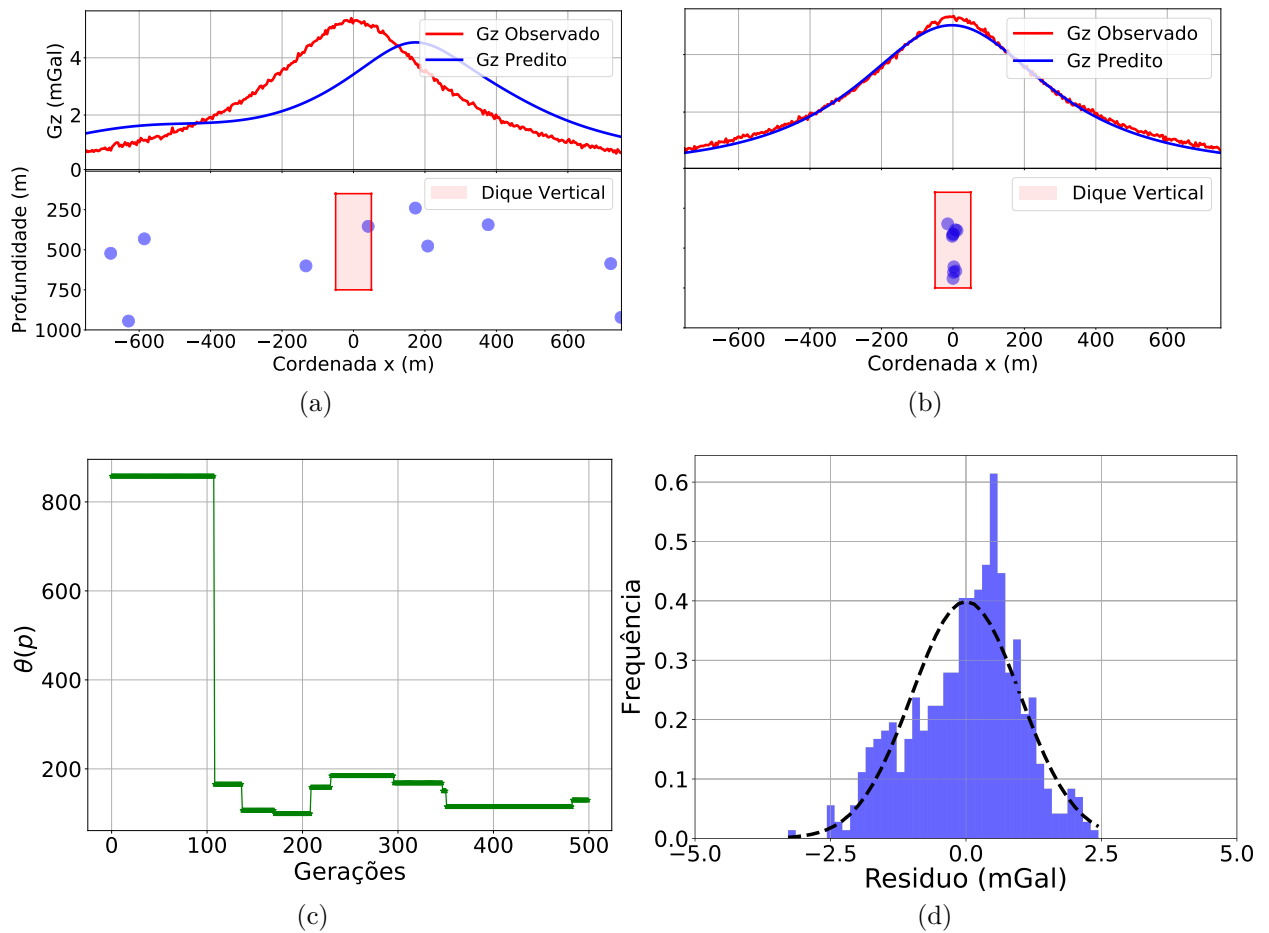 Gz (mGal)
4
2
0
Gz Observado
Gz Predito
Gz Observado
Gz Predito
Profundidade (m)
250
500
750
1000
Dique Vertical
Dique Vertical
−600 −400 −200 0 200 400 600
Cordenada x (m)
−600 −400 −200 0 200 400 600
Cordenada x (m)
(a)
(b)
θ(p)
800
600
400
200
0 100 200 300 400 500
Gerações
Frequência
0.6
0.5
0.4
0.3
0.2
0.1
0.0
−5.0 −2.5 0.0 2.5 5.0
Residuo (mGal)
(c)
(d)